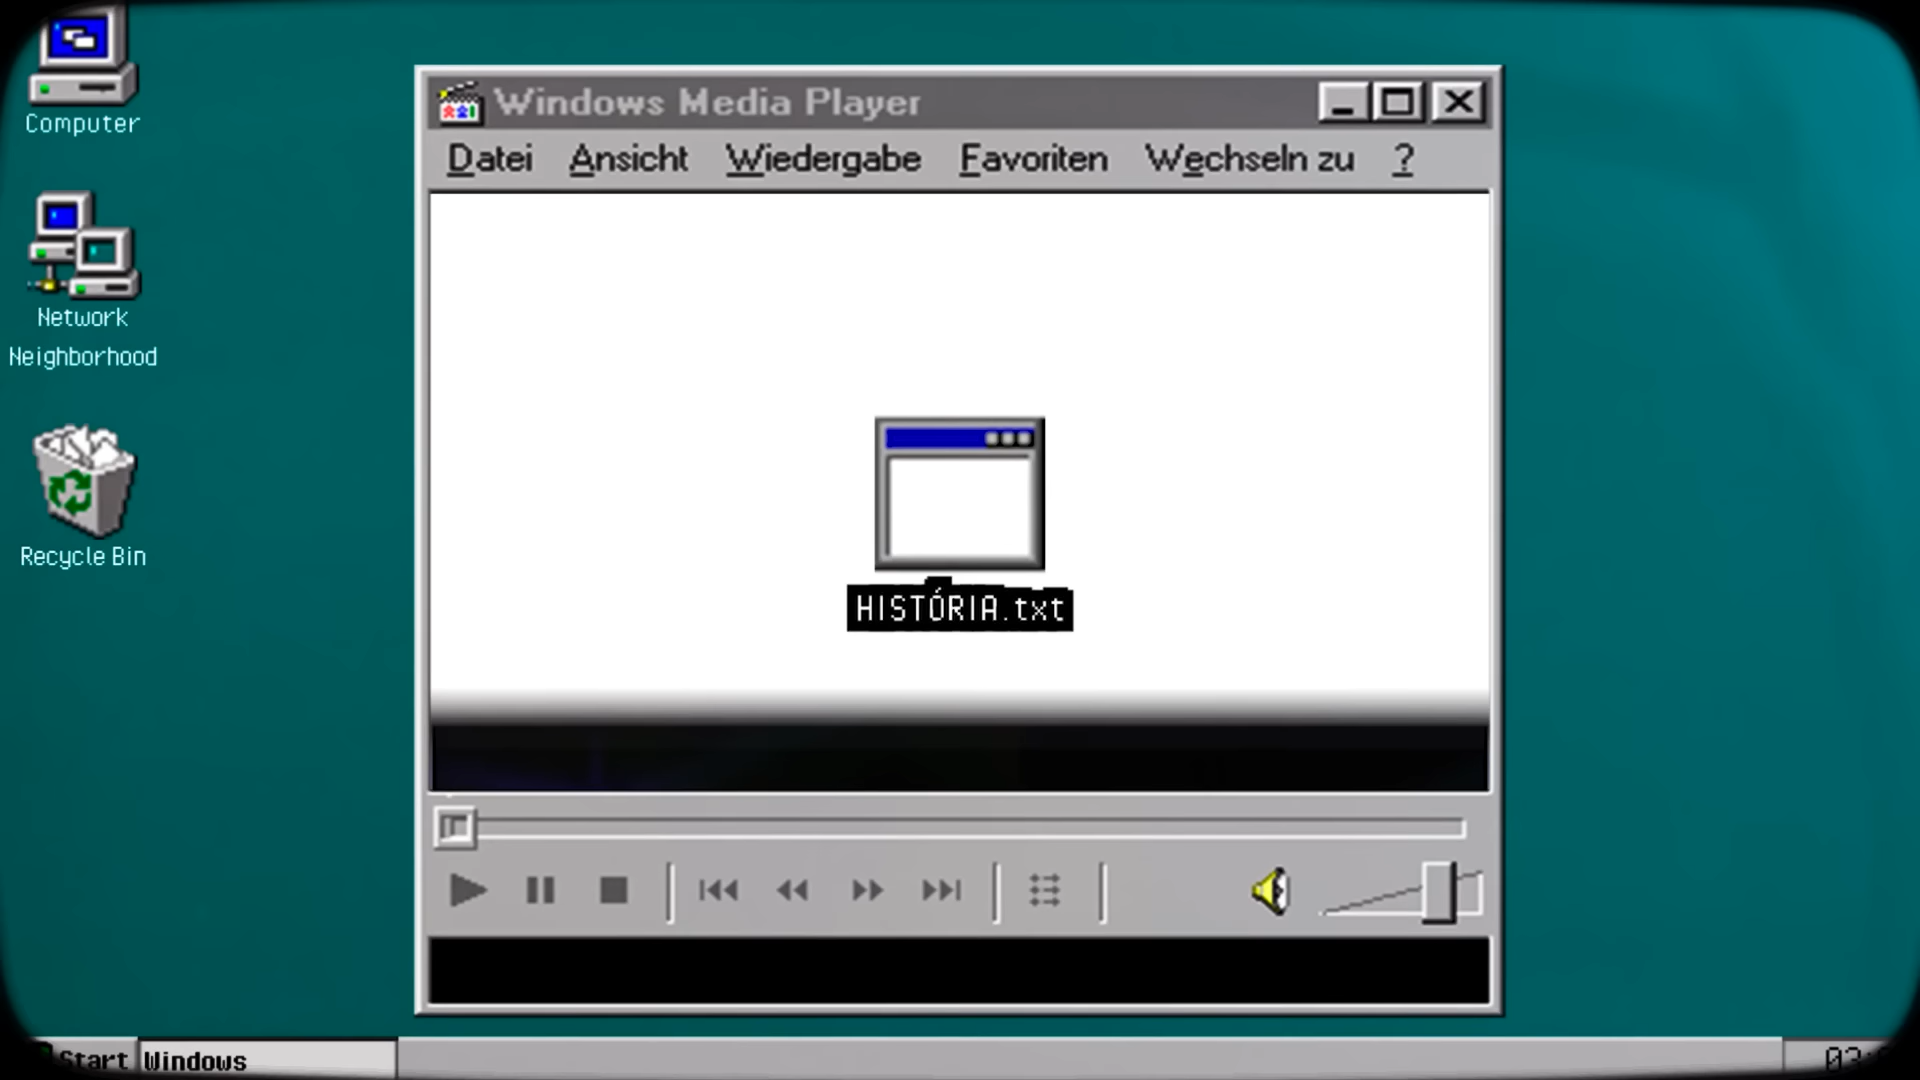 Computer
Network
Neighborhood
Recycle Bin
Windows Media Player
Datei Ansicht Wiedergabe Favoriten Wechseln zu ?
HISTÓRIA.txt
Start Windows